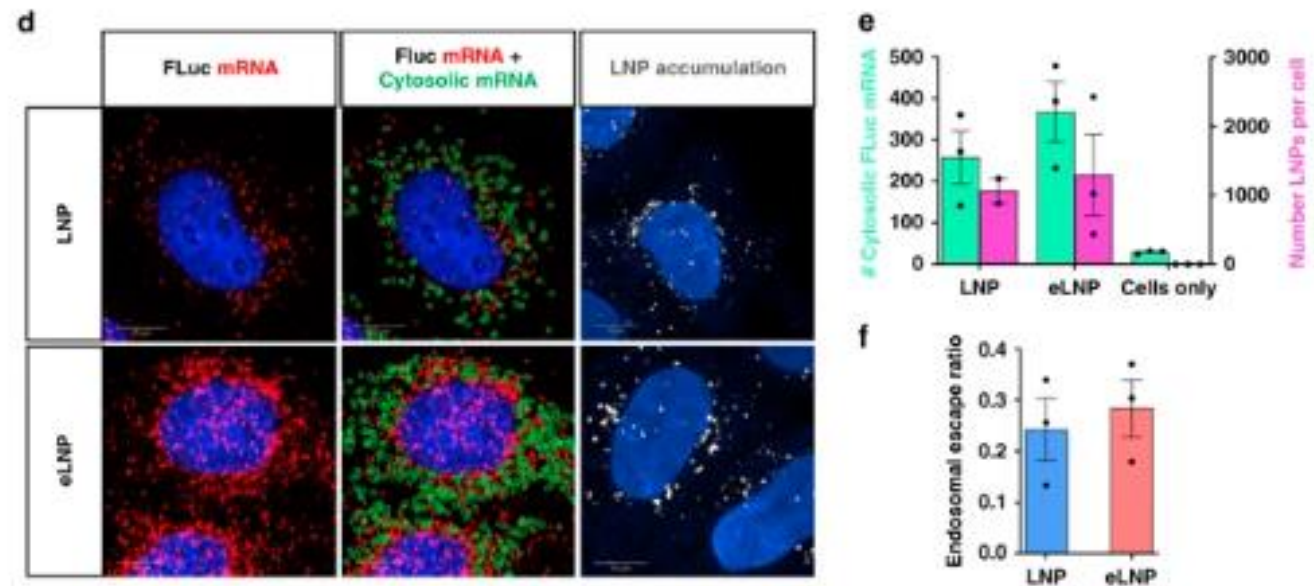 d
FLuc mRNA
Fluc mRNA +
Cytosolic mRNA
LNP accumulation
LNP
eLNP
e
# Cytosolic FLuc mRNA
500
400
300
200
100
0
3000
2000
1000
0
Number LNPs per cell
LNP
eLNP
Cells only
f
Endosomal escape ratio
0.4
0.3
0.2
0.1
0.0
LNP
eLNP